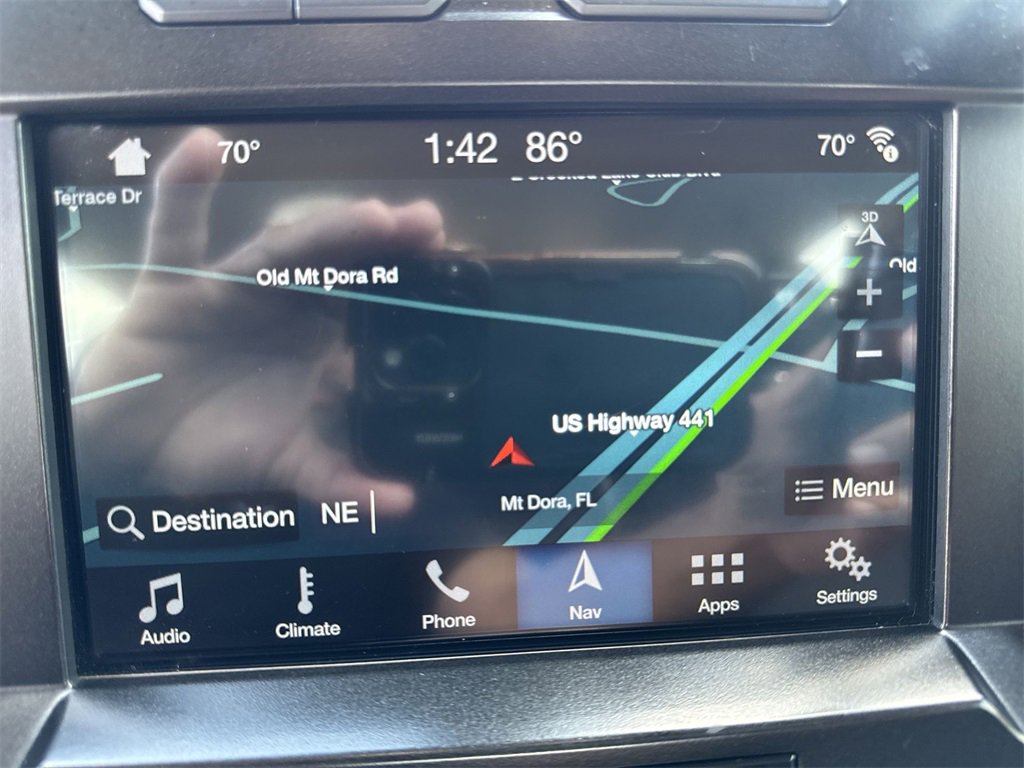 70° 1:42 86° 70°
Terrace Dr
3D
Old Mt Dora Rd
Old
US Highway 441
Mt Dora, FL
Menu
Destination NE
Audio Climate Phone Nav Apps Settings